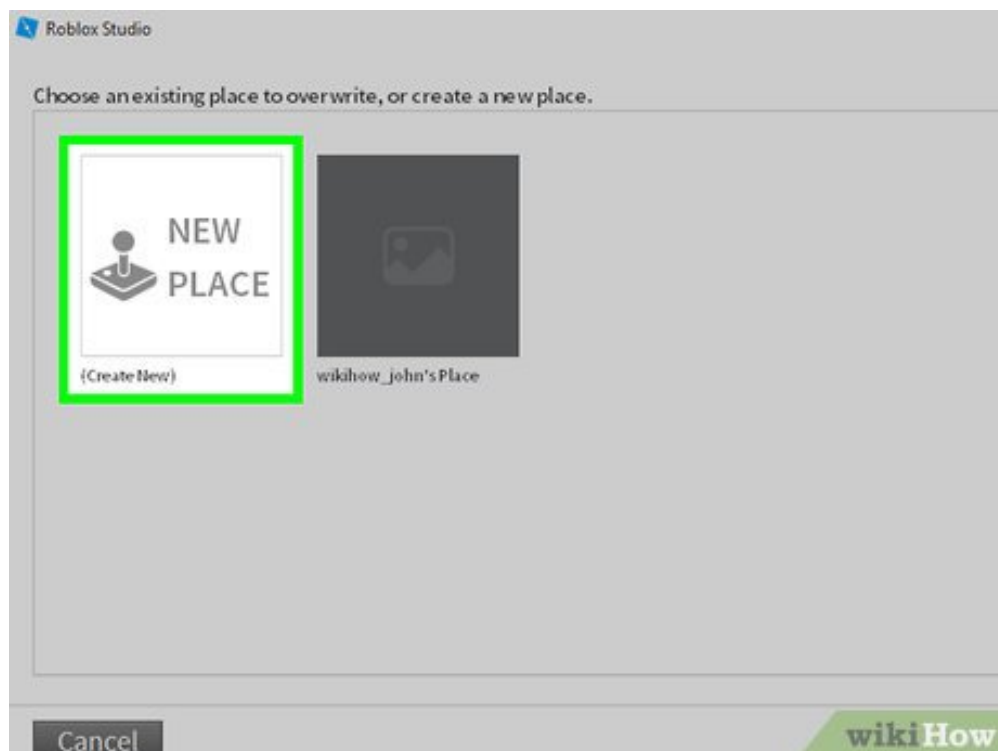 Roblox Studio
Choose an existing place to overwrite, or create a new place.
NEW
PLACE
(Create New)
wikihow_john's Place
Cancel
wikiHow